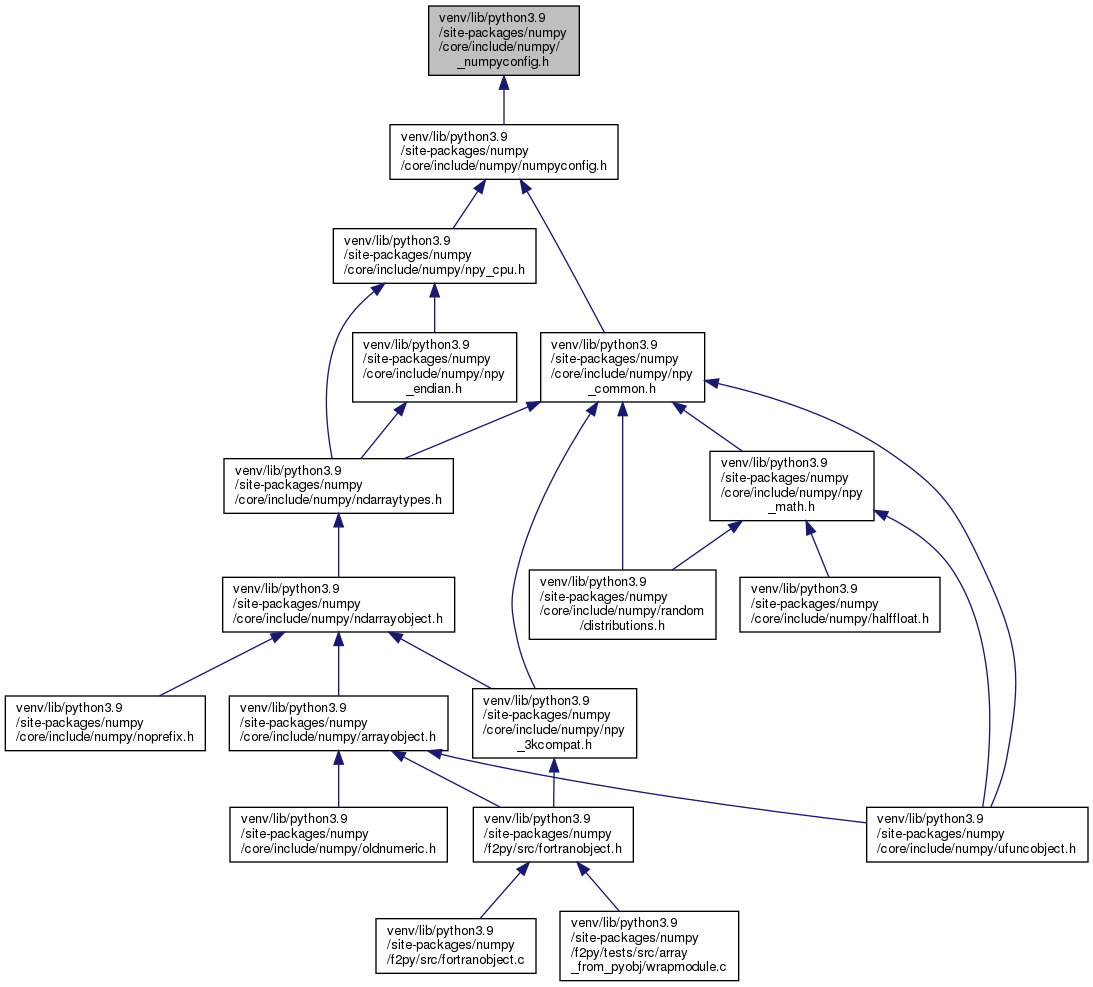 venv/lib/python3.9
/site-packages/numpy
/core/include/numpy/
_numpyconfig.h
venv/lib/python3.9
/site-packages/numpy
/core/include/numpy/numpyconfig.h
venv/lib/python3.9
/site-packages/numpy
/core/include/numpy/npy_cpu.h
venv/lib/python3.9
/site-packages/numpy
/core/include/numpy/npy
_endian.h
venv/lib/python3.9
/site-packages/numpy
/core/include/numpy/npy
_common.h
venv/lib/python3.9
/site-packages/numpy
/core/include/numpy/ndarraytypes.h
venv/lib/python3.9
/site-packages/numpy
/core/include/numpy/npy
_math.h
venv/lib/python3.9
/site-packages/numpy
/core/include/numpy/ndarrayobject.h
venv/lib/python3.9
/site-packages/numpy
/core/include/numpy/random
/distributions.h
venv/lib/python3.9
/site-packages/numpy
/core/include/numpy/halffloat.h
venv/lib/python3.9
/site-packages/numpy
/core/include/numpy/noprefix.h
venv/lib/python3.9
/site-packages/numpy
/core/include/numpy/arrayobject.h
venv/lib/python3.9
/site-packages/numpy
/core/include/numpy/npy
_3kcompat.h
venv/lib/python3.9
/site-packages/numpy
/core/include/numpy/oldnumeric.h
venv/lib/python3.9
/site-packages/numpy
/f2py/src/fortranobject.h
venv/lib/python3.9
/site-packages/numpy
/core/include/numpy/ufuncobject.h
venv/lib/python3.9
/site-packages/numpy
/f2py/src/fortranobject.c
venv/lib/python3.9
/site-packages/numpy
/f2py/tests/src/array
_from_pyobj/wrapmodule.c